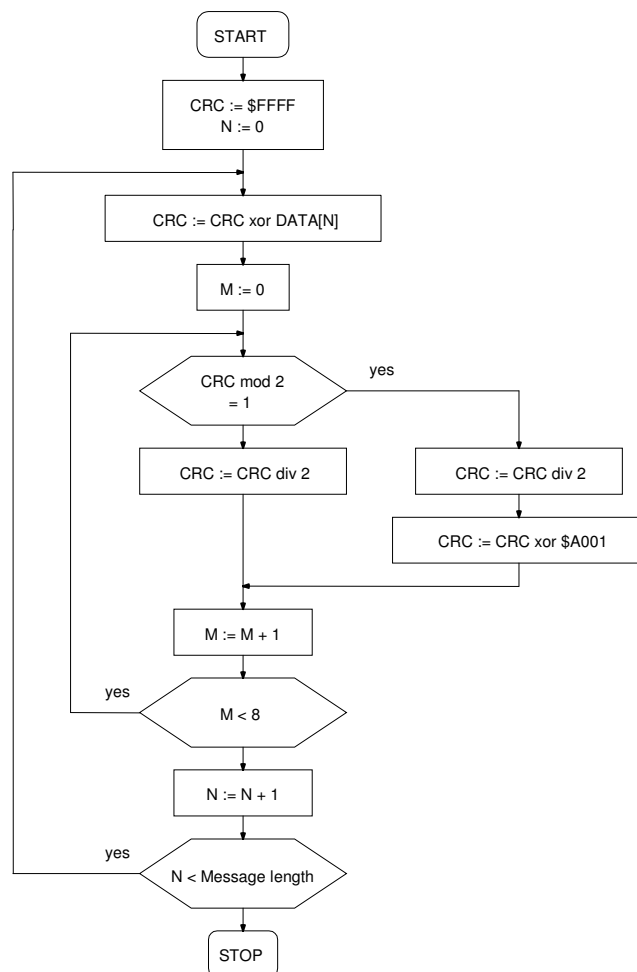 START
CRC := $FFFF
N := 0
CRC := CRC xor DATA[N]
M := 0
CRC mod 2
= 1
yes
CRC := CRC div 2
CRC := CRC div 2
CRC := CRC xor $A001
M := M + 1
yes
M < 8
N := N + 1
yes
N < Message length
STOP